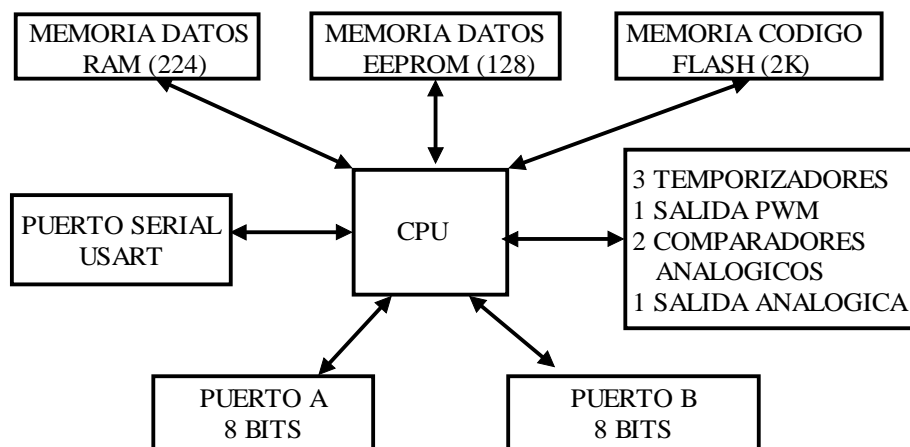 MEMORIA DATOS
RAM (224)
MEMORIA DATOS
EEPROM (128)
MEMORIA CODIGO
FLASH (2K)
PUERTO SERIAL
USART
CPU
3 TEMPORIZADORES
1 SALIDA PWM
2 COMPARADORES
ANALOGICOS
1 SALIDA ANALOGICA
PUERTO A
8 BITS
PUERTO B
8 BITS